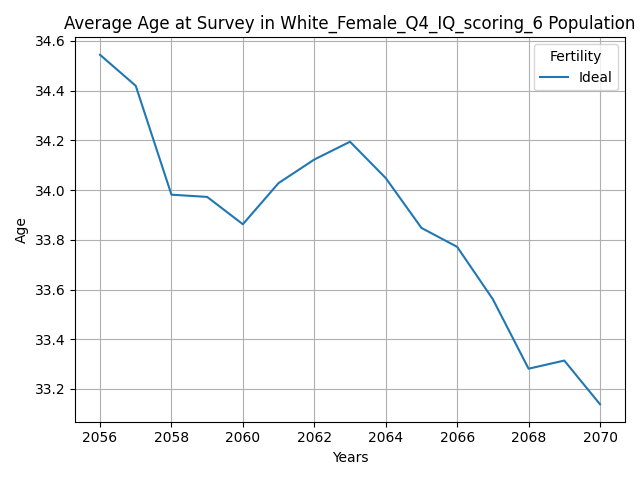 Average Age at Survey in White_Female_Q4_IQ_scoring_6 Population
Fertility
Ideal
34.6
34.4
34.2
34.0
33.8
33.6
33.4
33.2
Age
2056 2058 2060 2062 2064 2066 2068 2070
Years